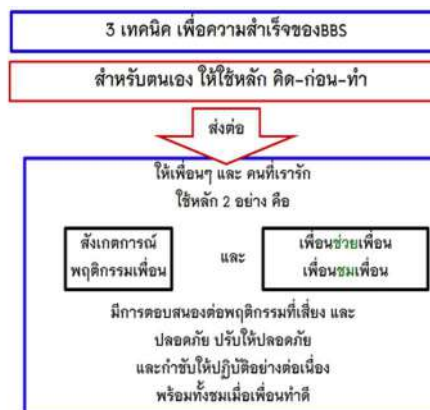 3 เทคนิค เพื่อความสำเร็จของBBS
สำหรับตนเอง ให้ใช้หลัก คิด-ก่อน-ทำ
ส่งต่อ
ให้เพื่อนๆ และ คนที่เรารัก
ใช้หลัก 2 อย่าง คือ
สังเกตการณ์
พฤติกรรมเพื่อน
และ
เพื่อนช่วยเพื่อน
เพื่อนชมเพื่อน
มีการตอบสนองต่อพฤติกรรมที่เสี่ยง และ
ปลอดภัย ปรับให้ปลอดภัย
และกำชับให้ปฏิบัติอย่างต่อเนื่อง
พร้อมทั้งชมเมื่อเพื่อนทำดี